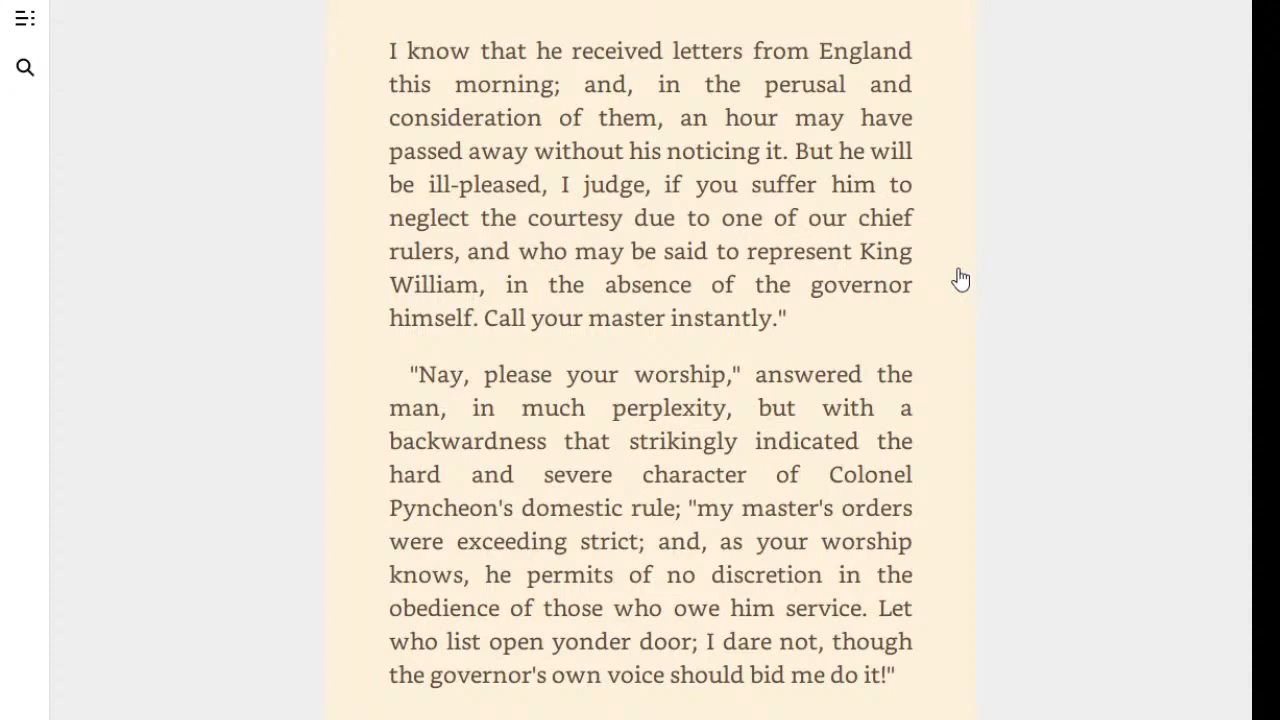 I know that he received letters from England
this morning; and, in the perusal and
consideration of them, an hour may have
passed away without his noticing it. But he will
be ill-pleased, I judge, if you suffer him to
neglect the courtesy due to one of our chief
rulers, and who may be said to represent King
William, in the absence of the governor
himself. Call your master instantly."
"Nay, please your worship," answered the
man, in much perplexity, but with a
backwardness that strikingly indicated the
hard and severe character of Colonel
Pyncheon's domestic rule; "my master's orders
were exceeding strict; and, as your worship
knows, he permits of no discretion in the
obedience of those who owe him service. Let
who list open yonder door; I dare not, though
the governor's own voice should bid me do it!"